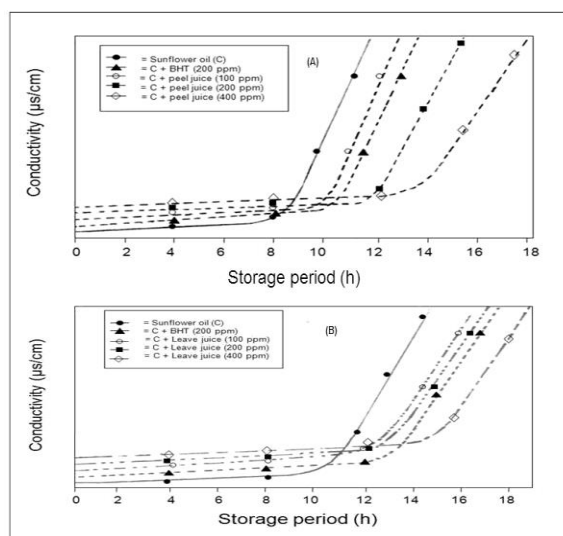 = Sunflower oil (C)
= C + BHT (200 ppm)
= C + peel juice (100 ppm)
= C + peel juice (200 ppm)
= C + peel juice (400 ppm)
(A)
Conductivity (µs/cm)
0 2 4 6 8 10 12 14 16 18
Storage period (h)
= Sunflower oil (C)
= C + BHT (200 ppm)
= C + Leave juice (100 ppm)
= C + Leave juice (200 ppm)
= C + Leave juice (400 ppm)
(B)
Conductivity (µs/cm)
0 2 4 6 8 10 12 14 16 18
Storage period (h)